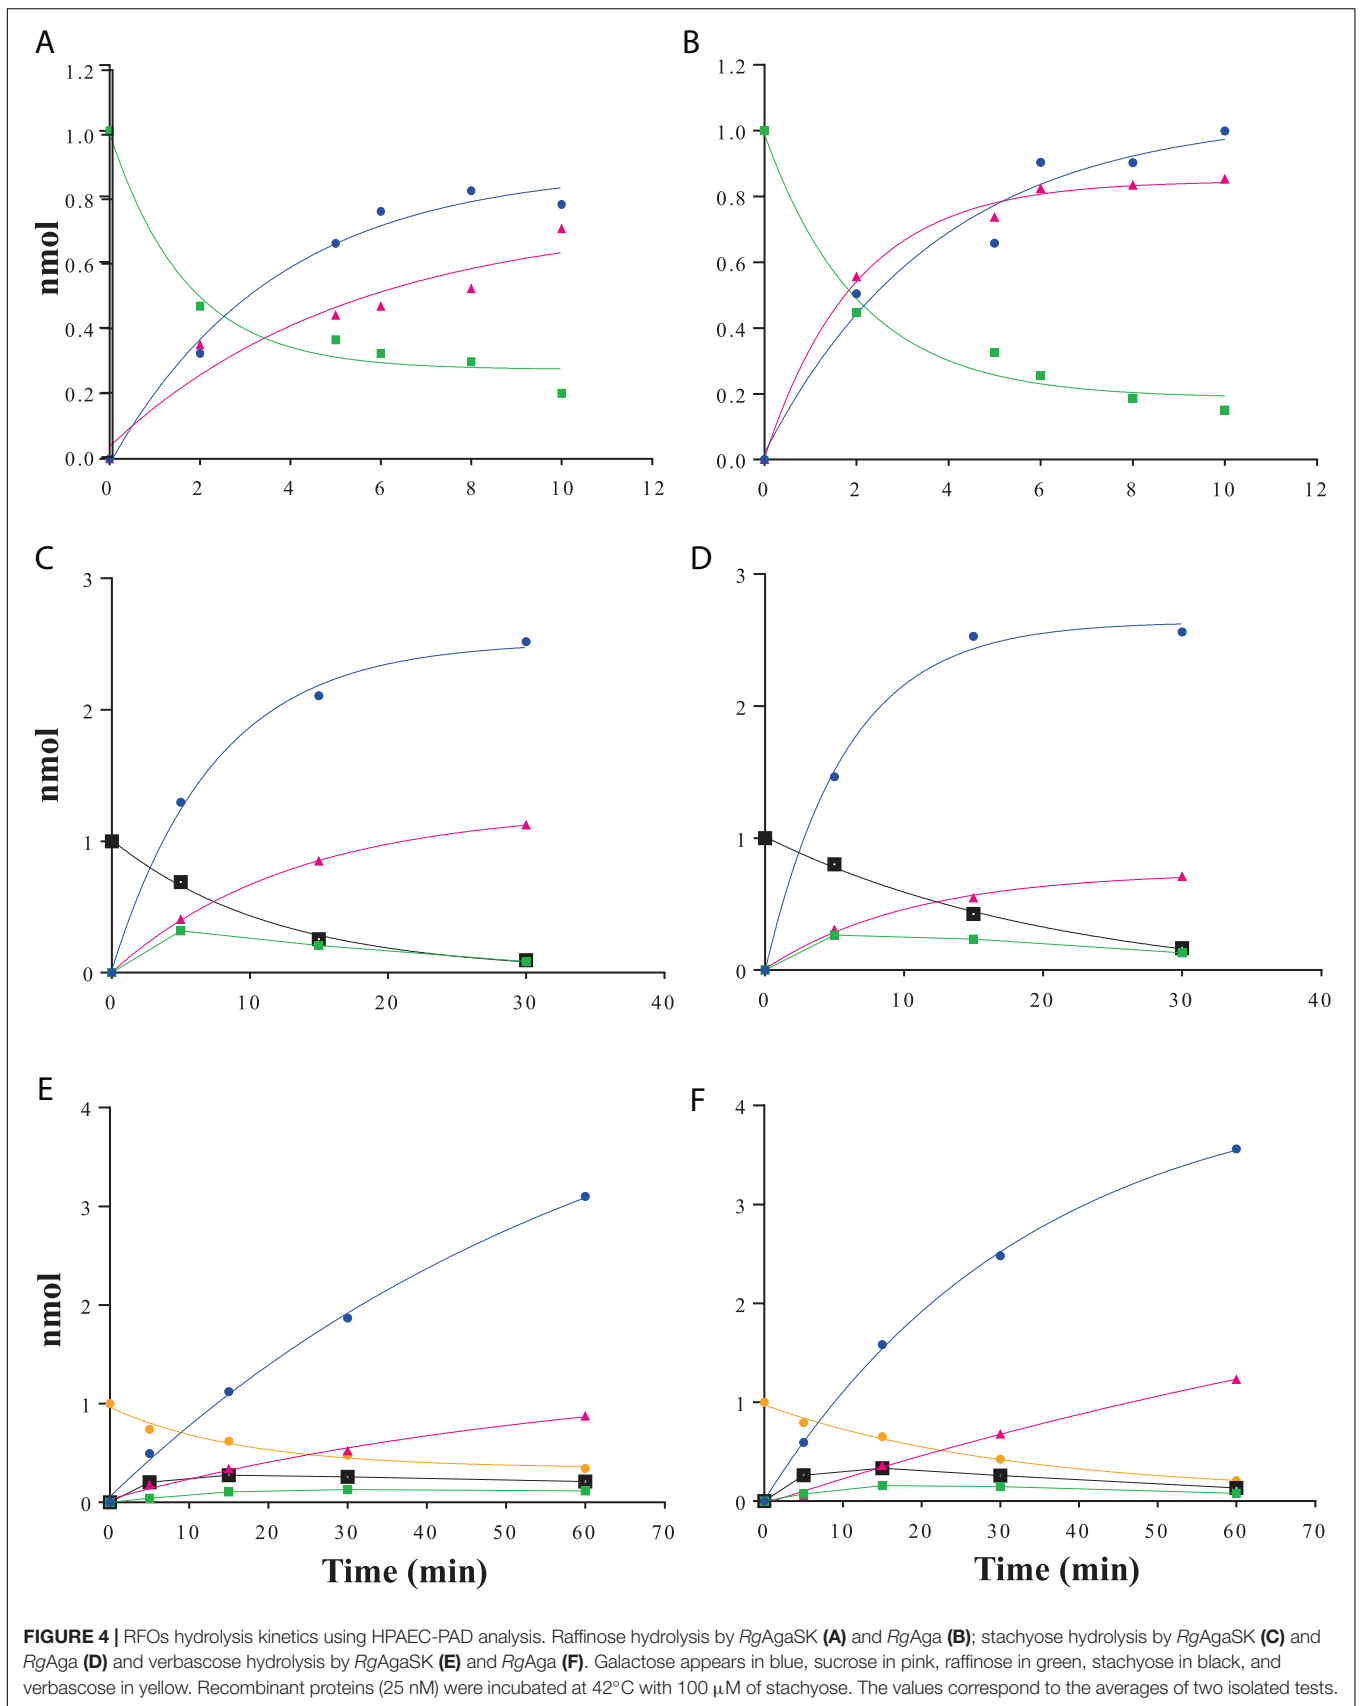 A
B
1.2
1.0
0.8
0.6
0.4
0.2
0.0
nmol
0 2 4 6 8 10 12
1.2
1.0
0.8
0.6
0.4
0.2
0.0
0 2 4 6 8 10 12
C
D
3
2
1
0
nmol
0 10 20 30 40
3
2
1
0
0 10 20 30 40
E
F
4
3
2
1
0
nmol
0 10 20 30 40 50 60 70
Time (min)
4
3
2
1
0
0 10 20 30 40 50 60 70
Time (min)
FIGURE 4 | RFOs hydrolysis kinetics using HPAEC-PAD analysis. Raffinose hydrolysis by RgAgaSK (A) and RgAga (B); stachyose hydrolysis by RgAgaSK (C) and
RgAga (D) and verbascose hydrolysis by RgAgaSK (E) and RgAga (F). Galactose appears in blue, sucrose in pink, raffinose in green, stachyose in black, and
verbascose in yellow. Recombinant proteins (25 nM) were incubated at 42°C with 100 μM of stachyose. The values correspond to the averages of two isolated tests.